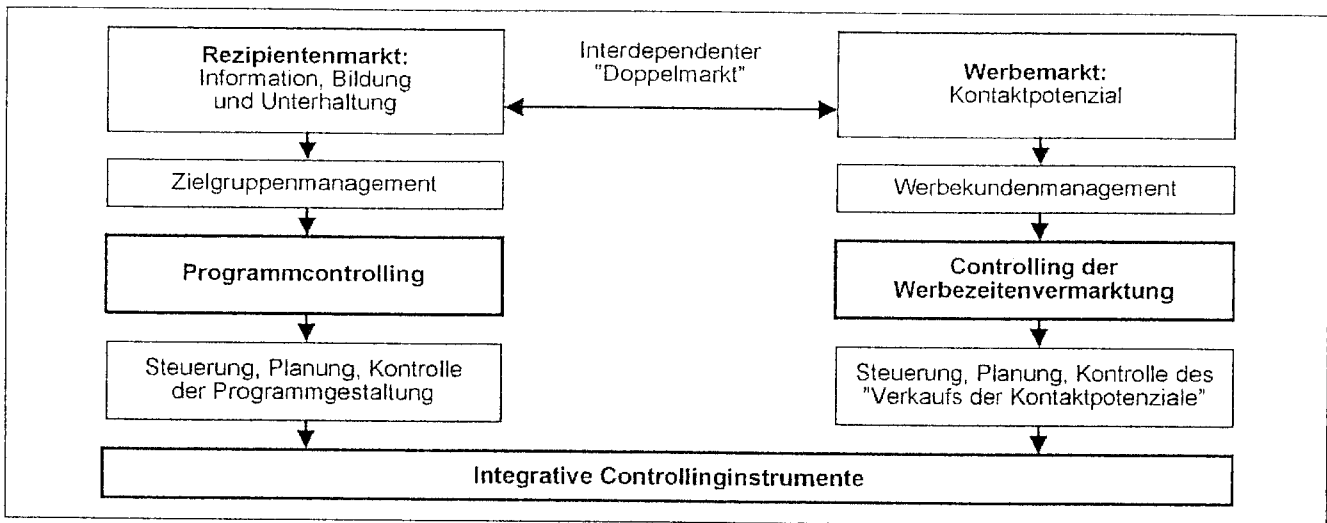 Rezipientenmarkt:
Information, Bildung
und Unterhaltung
Interdependenter
"Doppelmarkt"
Werbemarkt:
Kontaktpotenzial
Zielgruppenmanagement
Werbekundenmanagement
Programmcontrolling
Controlling der
Werbezeitenvermarktung
Steuerung, Planung, Kontrolle
der Programmgestaltung
Steuerung, Planung, Kontrolle des
"Verkaufs der Kontaktpotenziale"
Integrative Controllinginstrumente